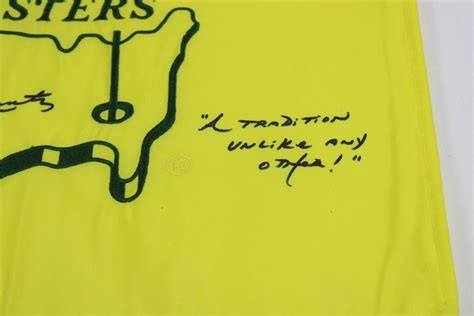 STERS
"A TRADITION
UNLIKE ANY
OTHER!"